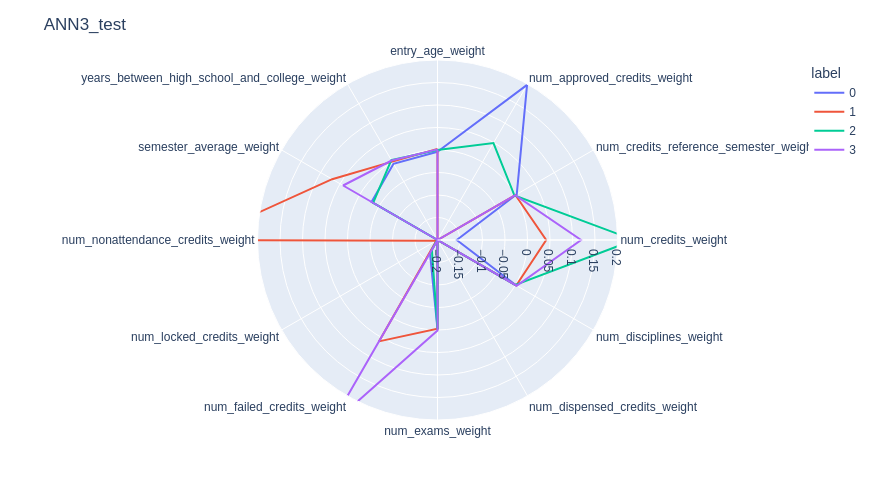 ANN3_test
entry_age_weight
years_between_high_school_and_college_weight
num_approved_credits_weight
label
0
1
2
3
semester_average_weight
num_credits_reference_semester_weigh
num_nonattendance_credits_weight
num_credits_weight
−0.2
−0.15
−0.1
−0.05
0
0.05
0.1
0.15
0.2
num_locked_credits_weight
num_disciplines_weight
num_failed_credits_weight
num_dispensed_credits_weight
num_exams_weight